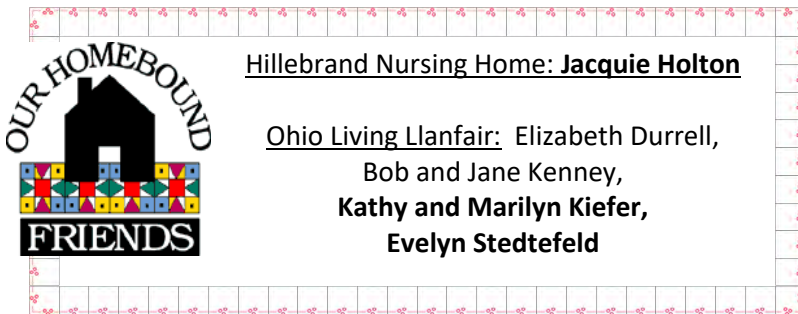 OUR HOMEBOUND
FRIENDS
Hillebrand Nursing Home: Jacquie Holton
Ohio Living Llanfair: Elizabeth Durrell,
Bob and Jane Kenney,
Kathy and Marilyn Kiefer,
Evelyn Stedtefeld